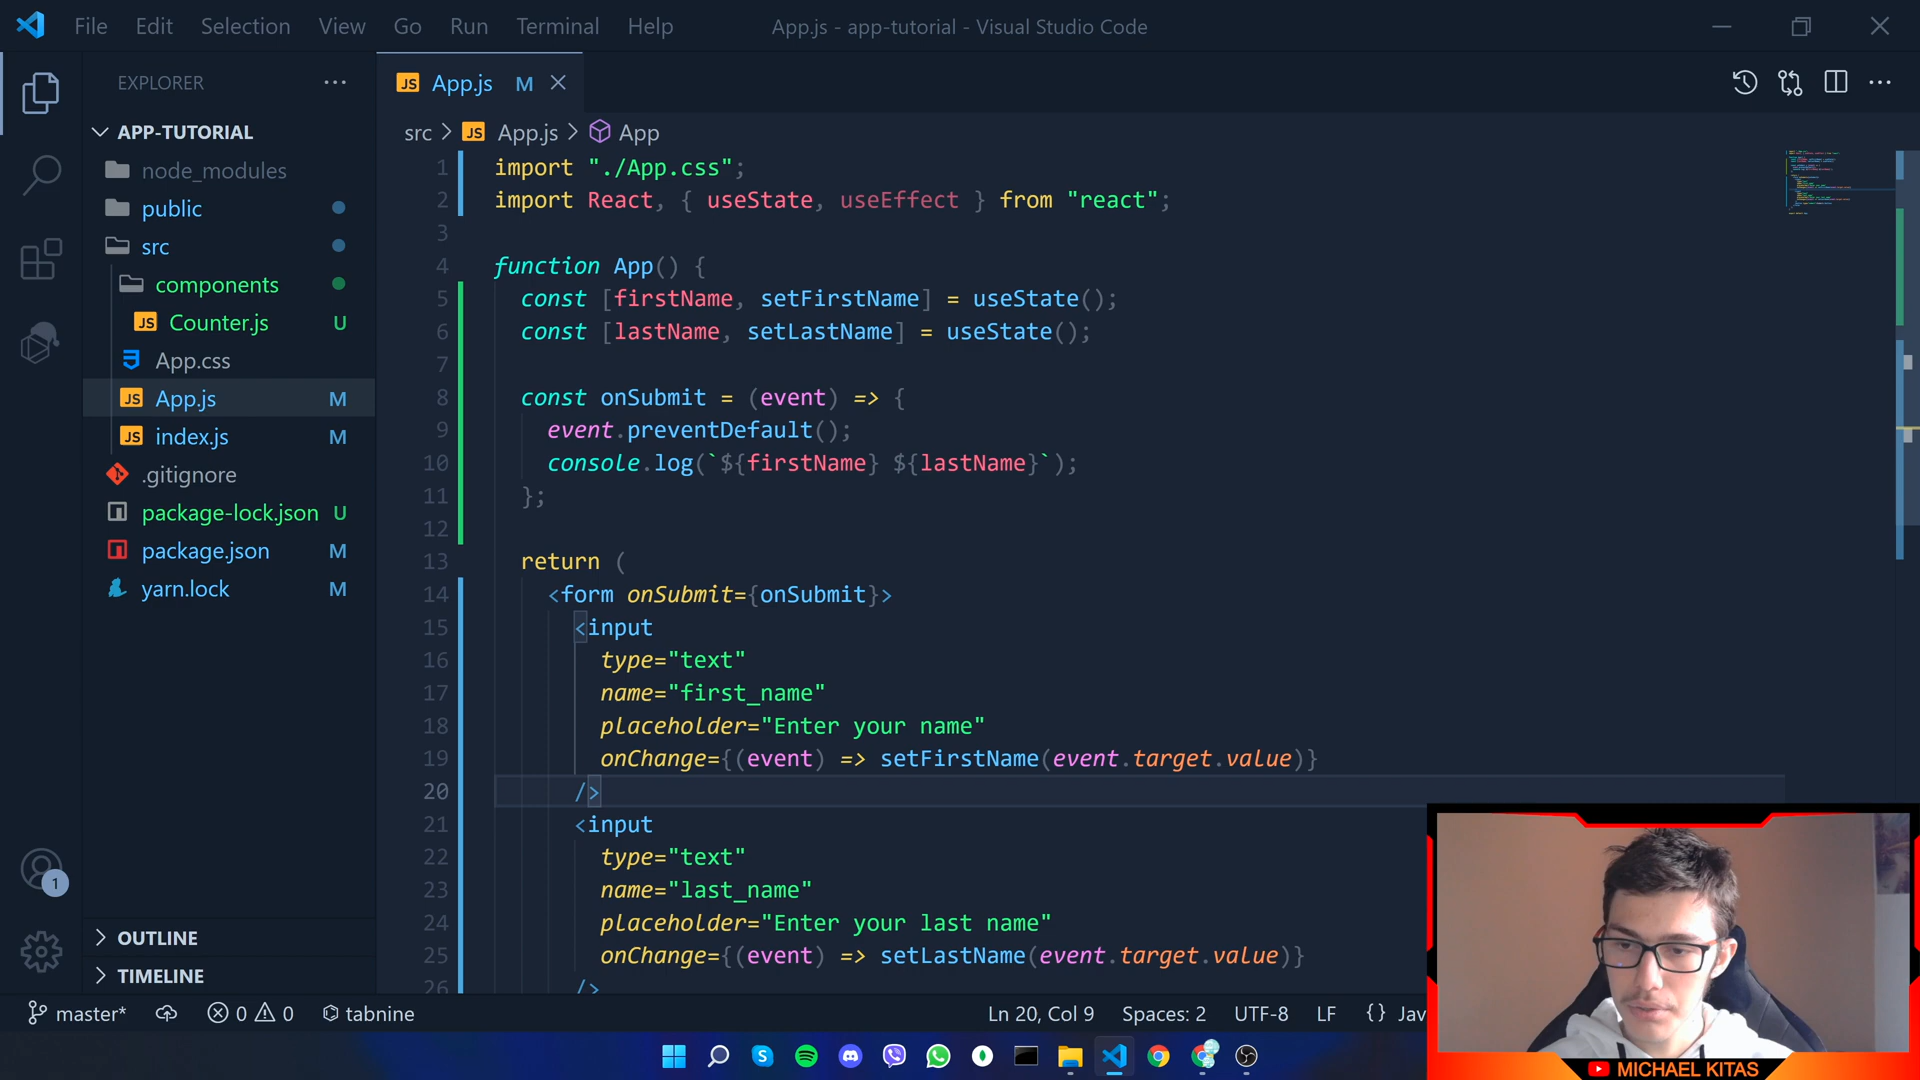 File Edit Selection View Go Run Terminal Help
App.js - app-tutorial - Visual Studio Code
EXPLORER
JS App.js M
APP-TUTORIAL
node_modules
public
src
components
JS Counter.js U
App.css
JS App.js M
JS index.js M
.gitignore
package-lock.json U
package.json M
yarn.lock M
OUTLINE
TIMELINE
1
src > JS App.js > App
1 import "./App.css";
2 import React, { useState, useEffect } from "react";
3
4 function App() {
5 const [firstName, setFirstName] = useState();
6 const [lastName, setLastName] = useState();
7
8 const onSubmit = (event) => {
9 event.preventDefault();
10 console.log(`${firstName} ${lastName}`);
11 };
12
13 return (
14 <form onSubmit={onSubmit}>
15 <input
16 type="text"
17 name="first_name"
18 placeholder="Enter your name"
19 onChange={(event) => setFirstName(event.target.value)}
20 />
21 <input
22 type="text"
23 name="last_name"
24 placeholder="Enter your last name"
25 onChange={(event) => setLastName(event.target.value)}
26 />
master* 0 0 tabnine
Ln 20, Col 9 Spaces: 2 UTF-8 LF {} Jav
MICHAEL KITAS